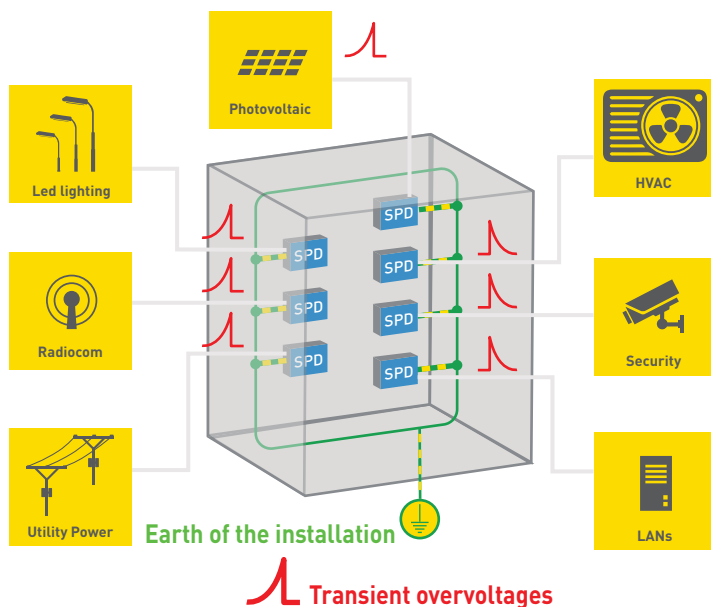 Photovoltaic
Led lighting
HVAC
SPD
SPD
SPD
SPD
SPD
SPD
SPD
Radiocom
Security
Utility Power
LANs
Earth of the installation
Transient overvoltages